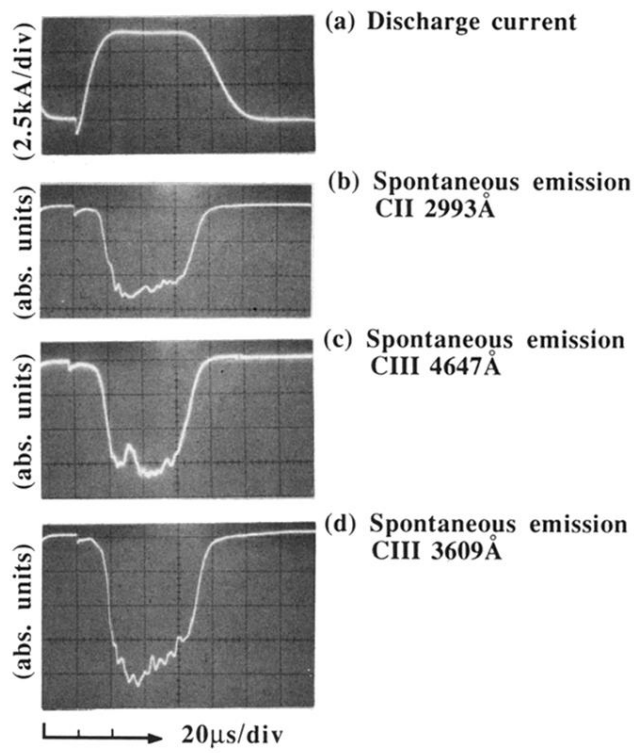 (2.5kA/div)
(a) Discharge current
(abs. units)
(b) Spontaneous emission
CII 2993Å
(abs. units)
(c) Spontaneous emission
CIII 4647Å
(abs. units)
(d) Spontaneous emission
CIII 3609Å
20μs/div